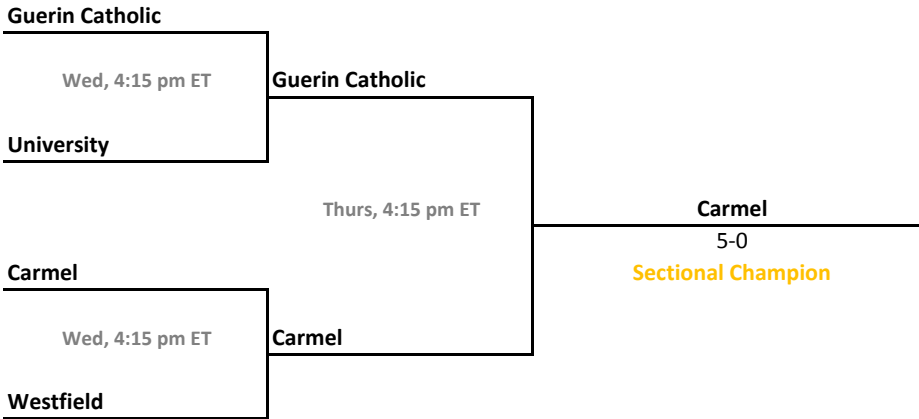 Guerin Catholic
Wed, 4:15 pm ET
Guerin Catholic
University
Thurs, 4:15 pm ET
Carmel
5-0
Sectional Champion
Carmel
Wed, 4:15 pm ET
Carmel
Westfield